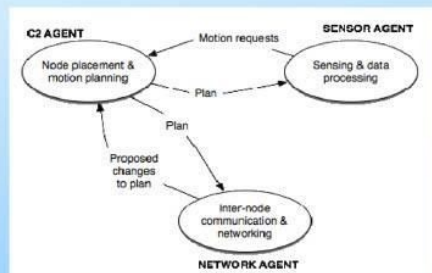 C2 AGENT
Node placement &
motion planning
Motion requests
SENSOR AGENT
Sensing & data
processing
Plan
Plan
Proposed
changes
to plan
Inter-node
communication &
networking
NETWORK AGENT